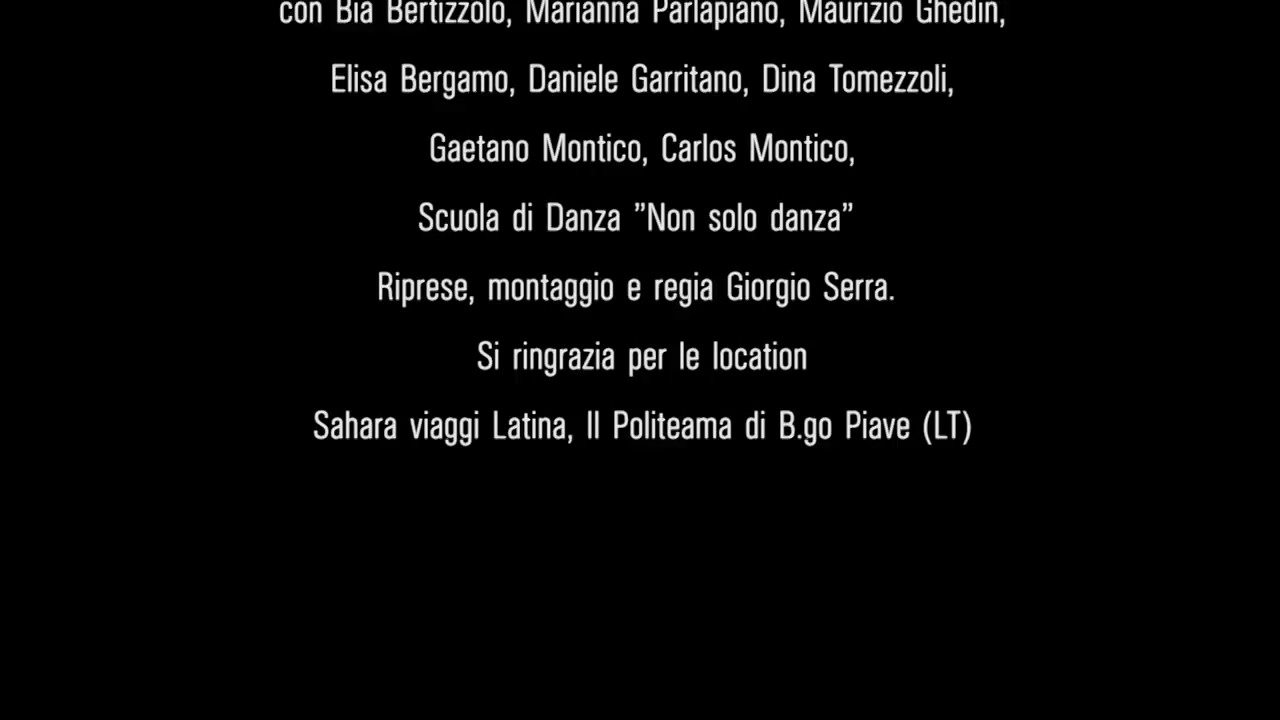 con Bia Bertizzolo, Marianna Parlapiano, Maurizio Ghedin,
Elisa Bergamo, Daniele Garritano, Dina Tomezzoli,
Gaetano Montico, Carlos Montico,
Scuola di Danza ”Non solo danza”
Riprese, montaggio e regia Giorgio Serra.
Si ringrazia per le location
Sahara viaggi Latina, Il Politeama di B.go Piave (LT)